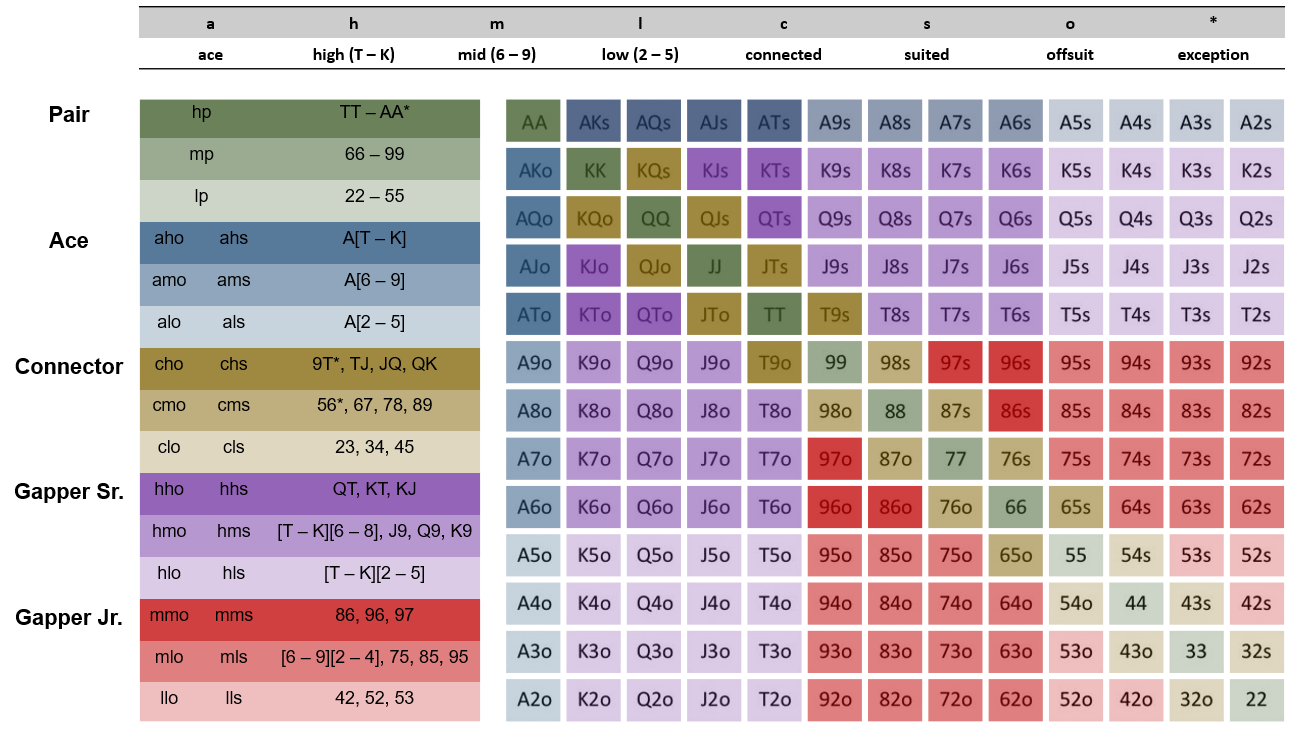 a h m l c s o *
ace high (T – K) mid (6 – 9) low (2 – 5) connected suited offsuit exception
Pair
hp TT – AA*
mp 66 – 99
lp 22 – 55
Ace
aho ahs A[T – K]
amo ams A[6 – 9]
alo als A[2 – 5]
Connector
cho chs 9T*, TJ, JQ, QK
cmo cms 56*, 67, 78, 89
clo cls 23, 34, 45
Gapper Sr.
hho hhs QT, KT, KJ
hmo hms [T – K][6 – 8], J9, Q9, K9
hlo hls [T – K][2 – 5]
Gapper Jr.
mmo mms 86, 96, 97
mlo mls [6 – 9][2 – 4], 75, 85, 95
llo lls 42, 52, 53
AA AKs AQs AJs ATs A9s A8s A7s A6s A5s A4s A3s A2s
AKo KK KQs KJs KTs K9s K8s K7s K6s K5s K4s K3s K2s
AQo KQo QQ QJs QTs Q9s Q8s Q7s Q6s Q5s Q4s Q3s Q2s
AJo KJo QJo JJ JTs J9s J8s J7s J6s J5s J4s J3s J2s
ATo KTo QTo JTo TT T9s T8s T7s T6s T5s T4s T3s T2s
A9o K9o Q9o J9o T9o 99 98s 97s 96s 95s 94s 93s 92s
A8o K8o Q8o J8o T8o 98o 88 87s 86s 85s 84s 83s 82s
A7o K7o Q7o J7o T7o 97o 87o 77 76s 75s 74s 73s 72s
A6o K6o Q6o J6o T6o 96o 86o 76o 66 65s 64s 63s 62s
A5o K5o Q5o J5o T5o 95o 85o 75o 65o 55 54s 53s 52s
A4o K4o Q4o J4o T4o 94o 84o 74o 64o 54o 44 43s 42s
A3o K3o Q3o J3o T3o 93o 83o 73o 63o 53o 43o 33 32s
A2o K2o Q2o J2o T2o 92o 82o 72o 62o 52o 42o 32o 22